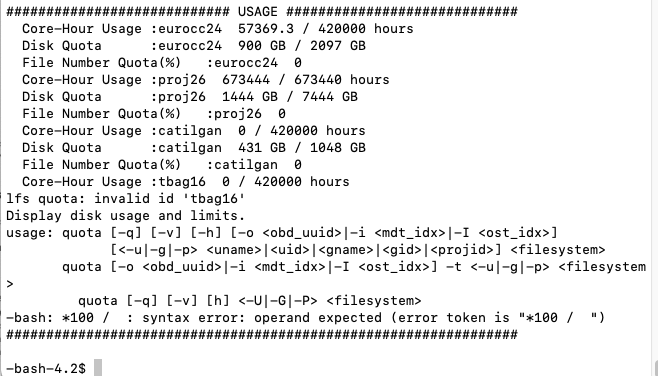 ############################ USAGE #############################
Core-Hour Usage :eurocc24  57369.3 / 420000 hours
Disk Quota      :eurocc24  900 GB / 2097 GB
File Number Quota(%)   :eurocc24  0
Core-Hour Usage :proj26  673444 / 673440 hours
Disk Quota      :proj26  1444 GB / 7444 GB
File Number Quota(%)   :proj26  0
Core-Hour Usage :catilgan  0 / 420000 hours
Disk Quota      :catilgan  431 GB / 1048 GB
File Number Quota(%)   :catilgan  0
Core-Hour Usage :tbag16  0 / 420000 hours
lfs quota: invalid id 'tbag16'
Display disk usage and limits.
usage: quota [-q] [-v] [-h] [-o <obd_uuid>|-i <mdt_idx>|-I <ost_idx>]
[<-u|-g|-p> <uname>|<uid>|<gname>|<gid>|<projid>] <filesystem>
quota [-o <obd_uuid>|-i <mdt_idx>|-I <ost_idx>] -t <-u|-g|-p> <filesystem
>
quota [-q] [-v] [h] <-U|-G|-P> <filesystem>
-bash: *100 /  : syntax error: operand expected (error token is "*100 /  ")
################################################################
-bash-4.2$